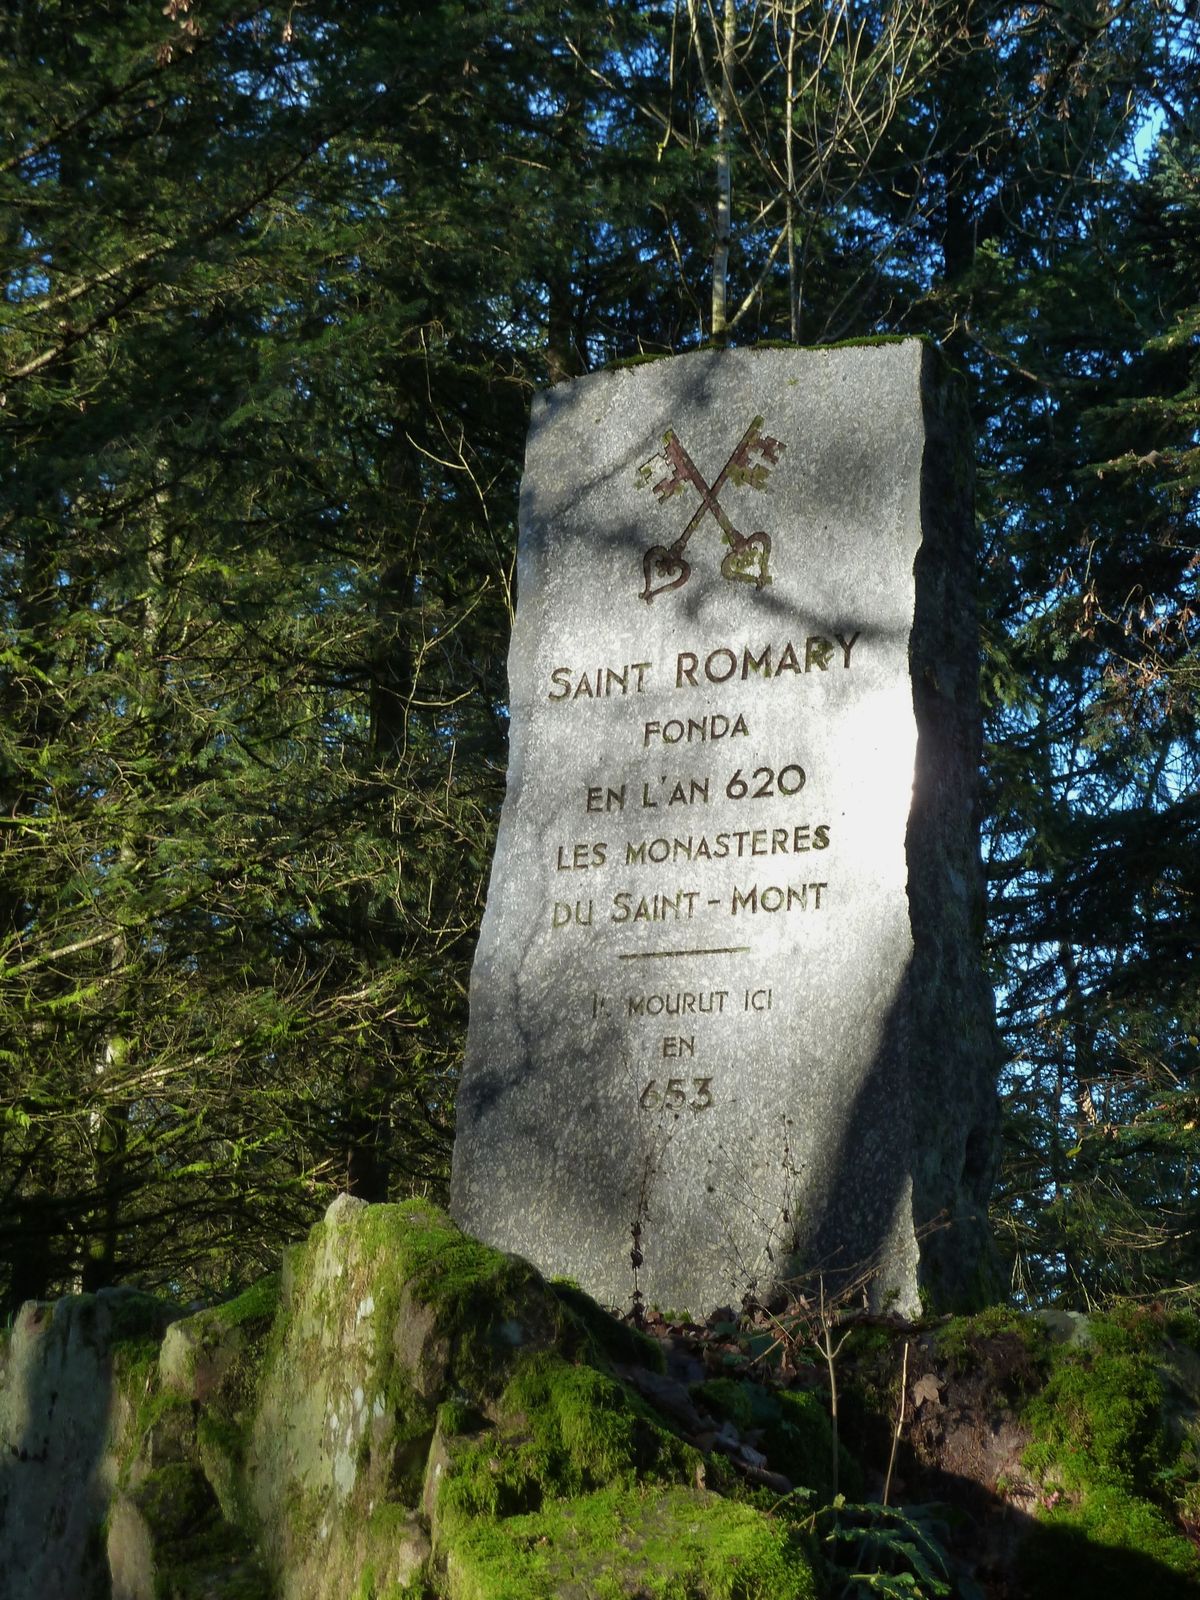 SAINT ROMARY
FONDA
EN L'AN 620
LES MONASTERES
DU SAINT-MONT
IL MOURUT ICI
EN
653